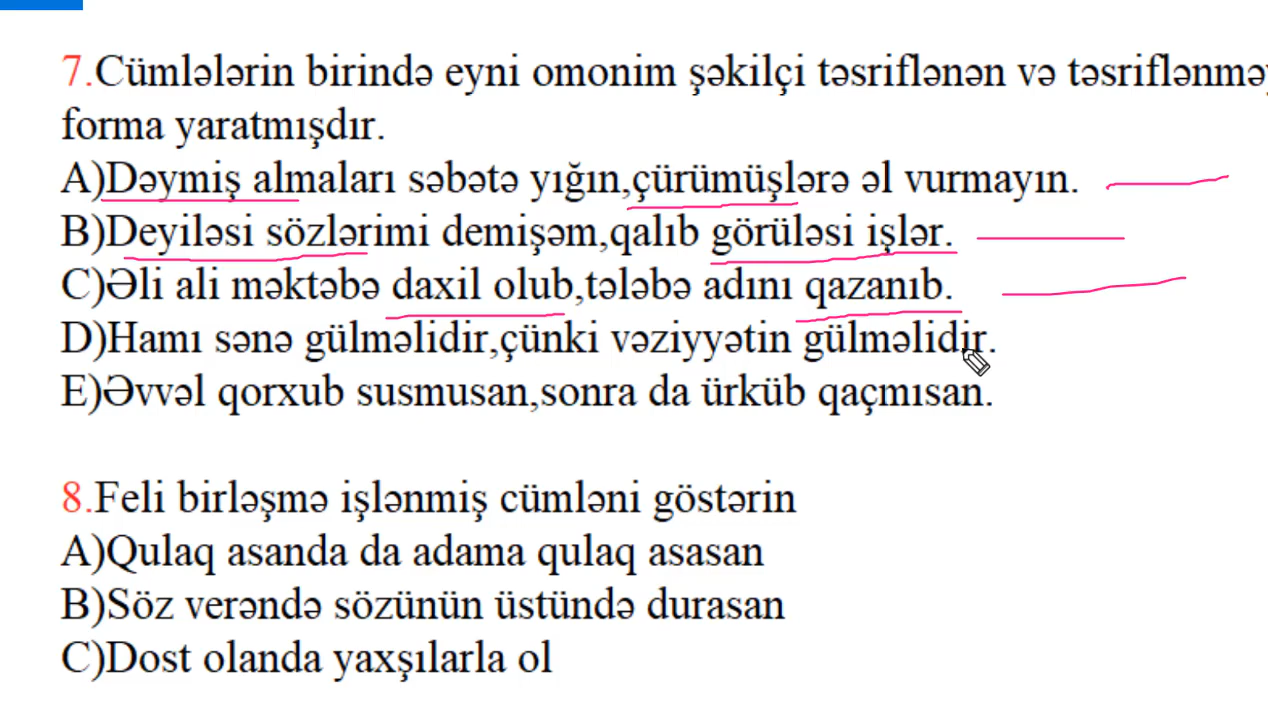 7.Cümlələrin birində eyni omonim şəkilçi təsriflənən və
forma yaratmışdır.
A)Dəymiş almaları səbətə yığın,çürümüşlərə əl vurmayın.
B)Deyiləsi sözlərimi demişəm,qalıb görüləsi işlər.
C)Əli ali məktəbə daxil olub,tələbə adını qazanıb.
D)Hamı sənə gülməlidir,çünki vəziyyətin gülməlidir.
E)Əvvəl qorxub susmusan,sonra da ürküb qaçmısan.
8.Feli birləşmə işlənmiş cümləni göstərin
A)Qulaq asanda da adama qulaq asasan
B)Söz verəndə sözünün üstündə durasan
C)Dost olanda yaxşılarla ol